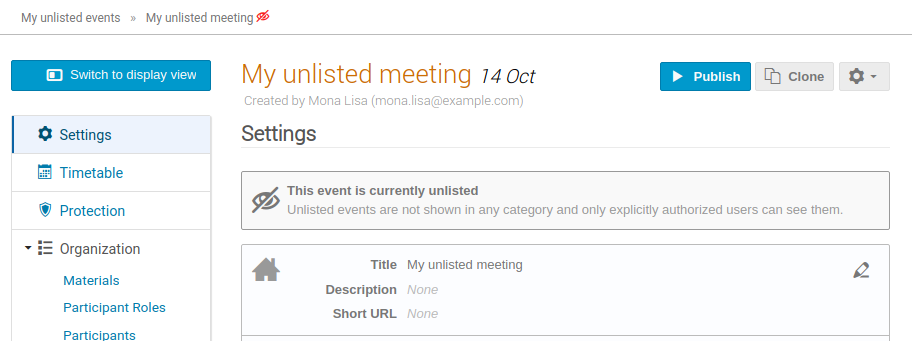 My unlisted events » My unlisted meeting
Switch to display view
My unlisted meeting 14 Oct
Publish
Clone
Created by Mona Lisa (mona.lisa@example.com)
Settings
Settings
Timetable
Protection
Organization
Materials
Participant Roles
Participants
This event is currently unlisted
Unlisted events are not shown in any category and only explicitly authorized users can see them.
Title My unlisted meeting
Description None
Short URL None